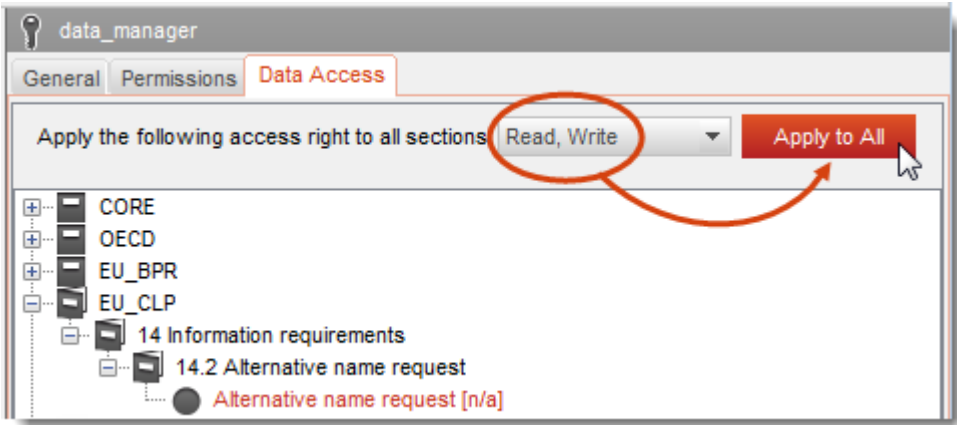 data_manager
General Permissions Data Access
Apply the following access right to all sections Read, Write Apply to All
CORE
OECD
EU_BPR
EU_CLP
14 Information requirements
14.2 Alternative name request
Alternative name request [n/a]